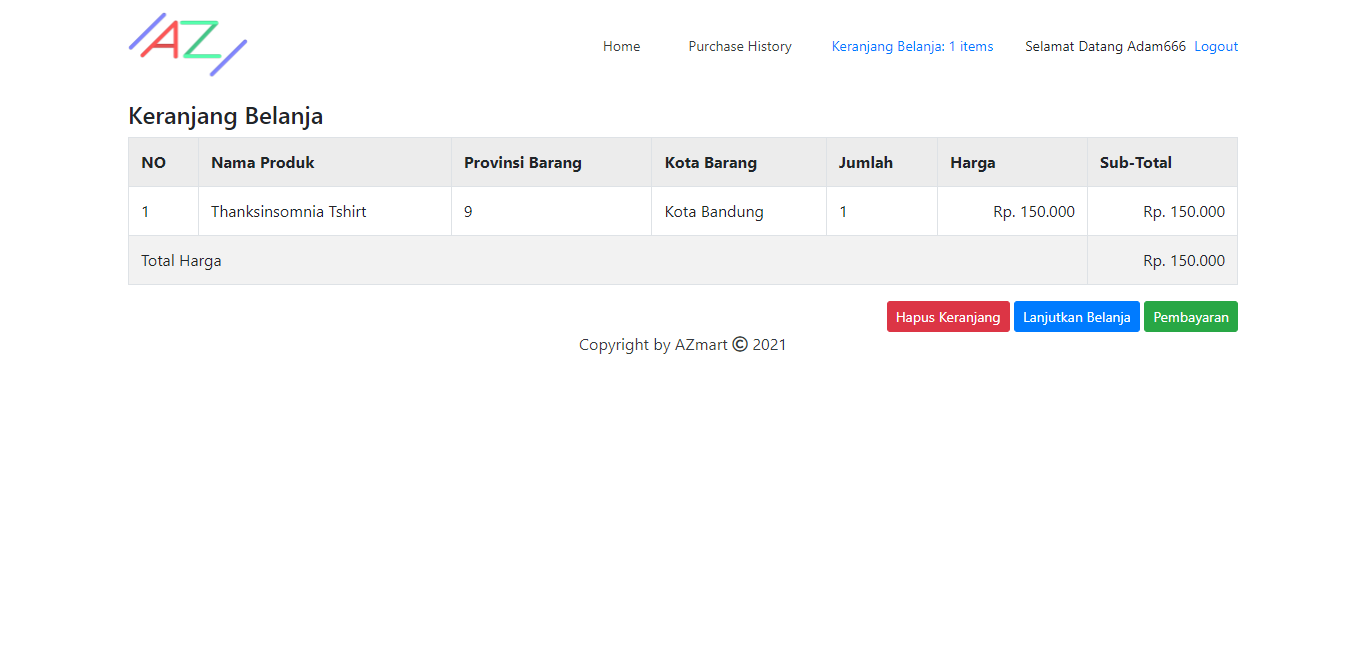 AZ
Home Purchase History Keranjang Belanja: 1 items Selamat Datang Adam666 Logout
Keranjang Belanja
NO Nama Produk Provinsi Barang Kota Barang Jumlah Harga Sub-Total
1 Thanksinsomnia Tshirt 9 Kota Bandung 1 Rp. 150.000 Rp. 150.000
Total Harga Rp. 150.000
Hapus Keranjang Lanjutkan Belanja Pembayaran
Copyright by AZmart © 2021